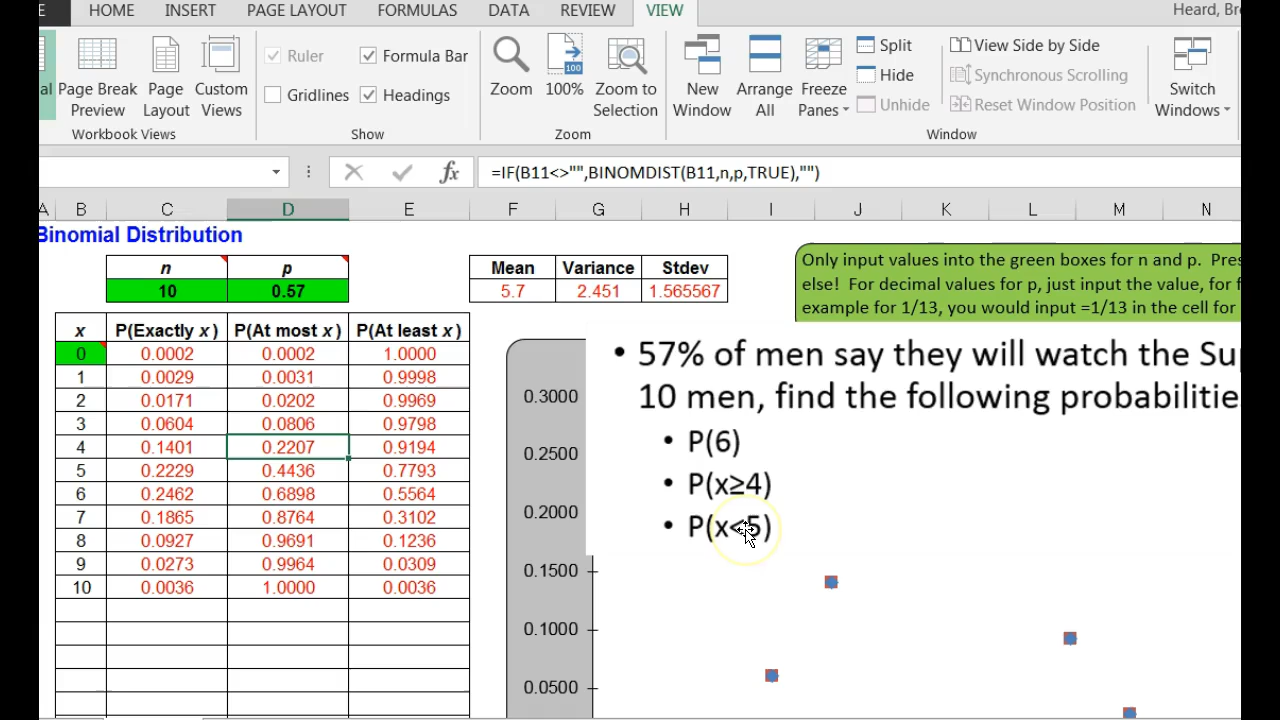 E HOME INSERT PAGE LAYOUT FORMULAS DATA REVIEW VIEW Heard, Br
al Page Break Preview Page Layout Custom Views
Workbook Views
Ruler Formula Bar
Gridlines Headings
Show
Zoom 100% Zoom to Selection
100
Zoom
New Window Arrange All Freeze Panes
Split
Hide
Unhide
View Side by Side
Synchronous Scrolling
Reset Window Position
Window
Switch Windows
fx =IF(B11<>"",BINOMDIST(B11,n,p,TRUE),"")
A B C D E F G H I J K L M N
Binomial Distribution
n p
10 0.57
Mean Variance Stdev
5.7 2.451 1.565567
Only input values into the green boxes for n and p. Pres
else! For decimal values for p, just input the value, for f
example for 1/13, you would input =1/13 in the cell for
x P(Exactly x) P(At most x) P(At least x)
0 0.0002 0.0002 1.0000
1 0.0029 0.0031 0.9998
2 0.0171 0.0202 0.9969
3 0.0604 0.0806 0.9798
4 0.1401 0.2207 0.9194
5 0.2229 0.4436 0.7793
6 0.2462 0.6898 0.5564
7 0.1865 0.8764 0.3102
8 0.0927 0.9691 0.1236
9 0.0273 0.9964 0.0309
10 0.0036 1.0000 0.0036
• 57% of men say they will watch the Su
10 men, find the following probabilitie
• P(6)
• P(x≥4)
• P(x<5)
0.3000
0.2500
0.2000
0.1500
0.1000
0.0500